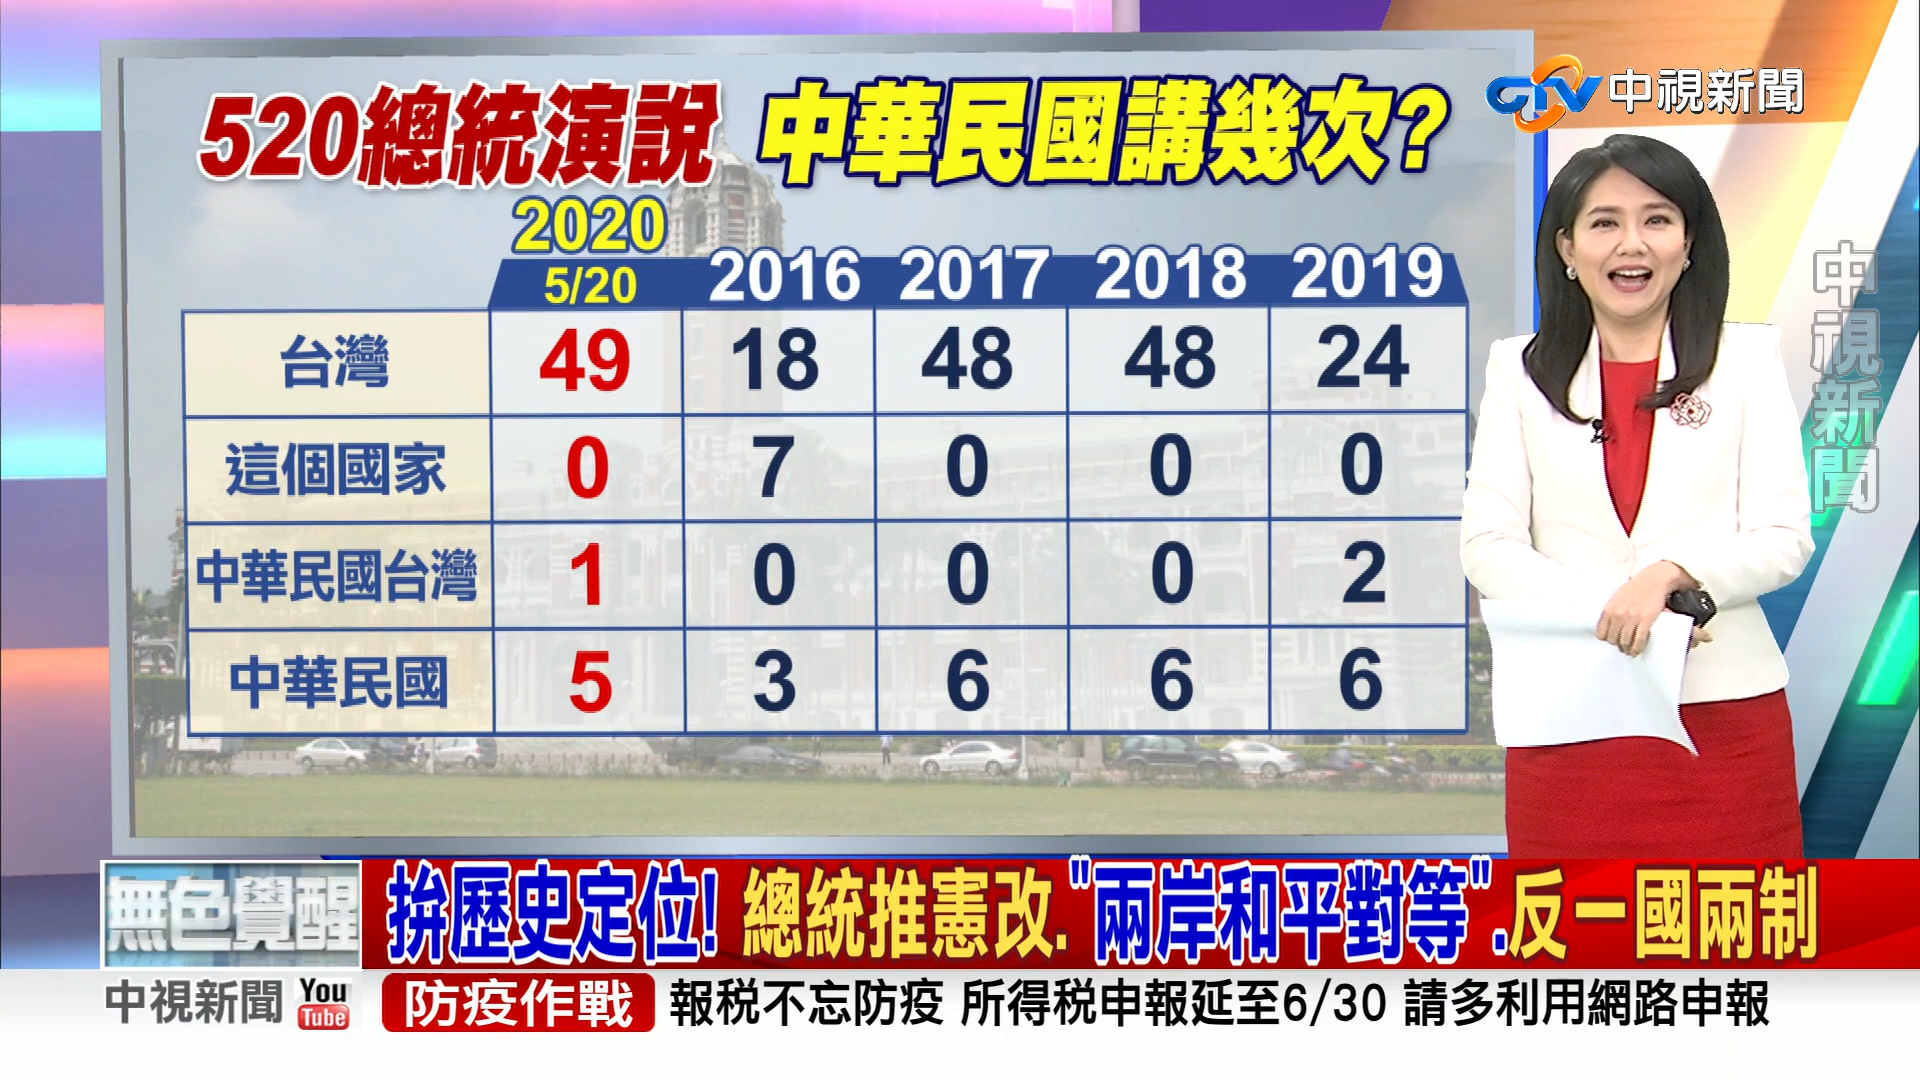 520總統演說 中華民國講幾次?
CTV中視新聞
2020
5/20 2016 2017 2018 2019
台灣 49 18 48 48 24
這個國家 0 7 0 0 0
中華民國台灣 1 0 0 0 2
中華民國 5 3 6 6 6
中視新聞
無色覺醒 拚歷史定位! 總統推憲改."兩岸和平對等".反一國兩制
中視新聞 YouTube 防疫作戰 報税不忘防疫 所得税申報延至6/30 請多利用網路申報